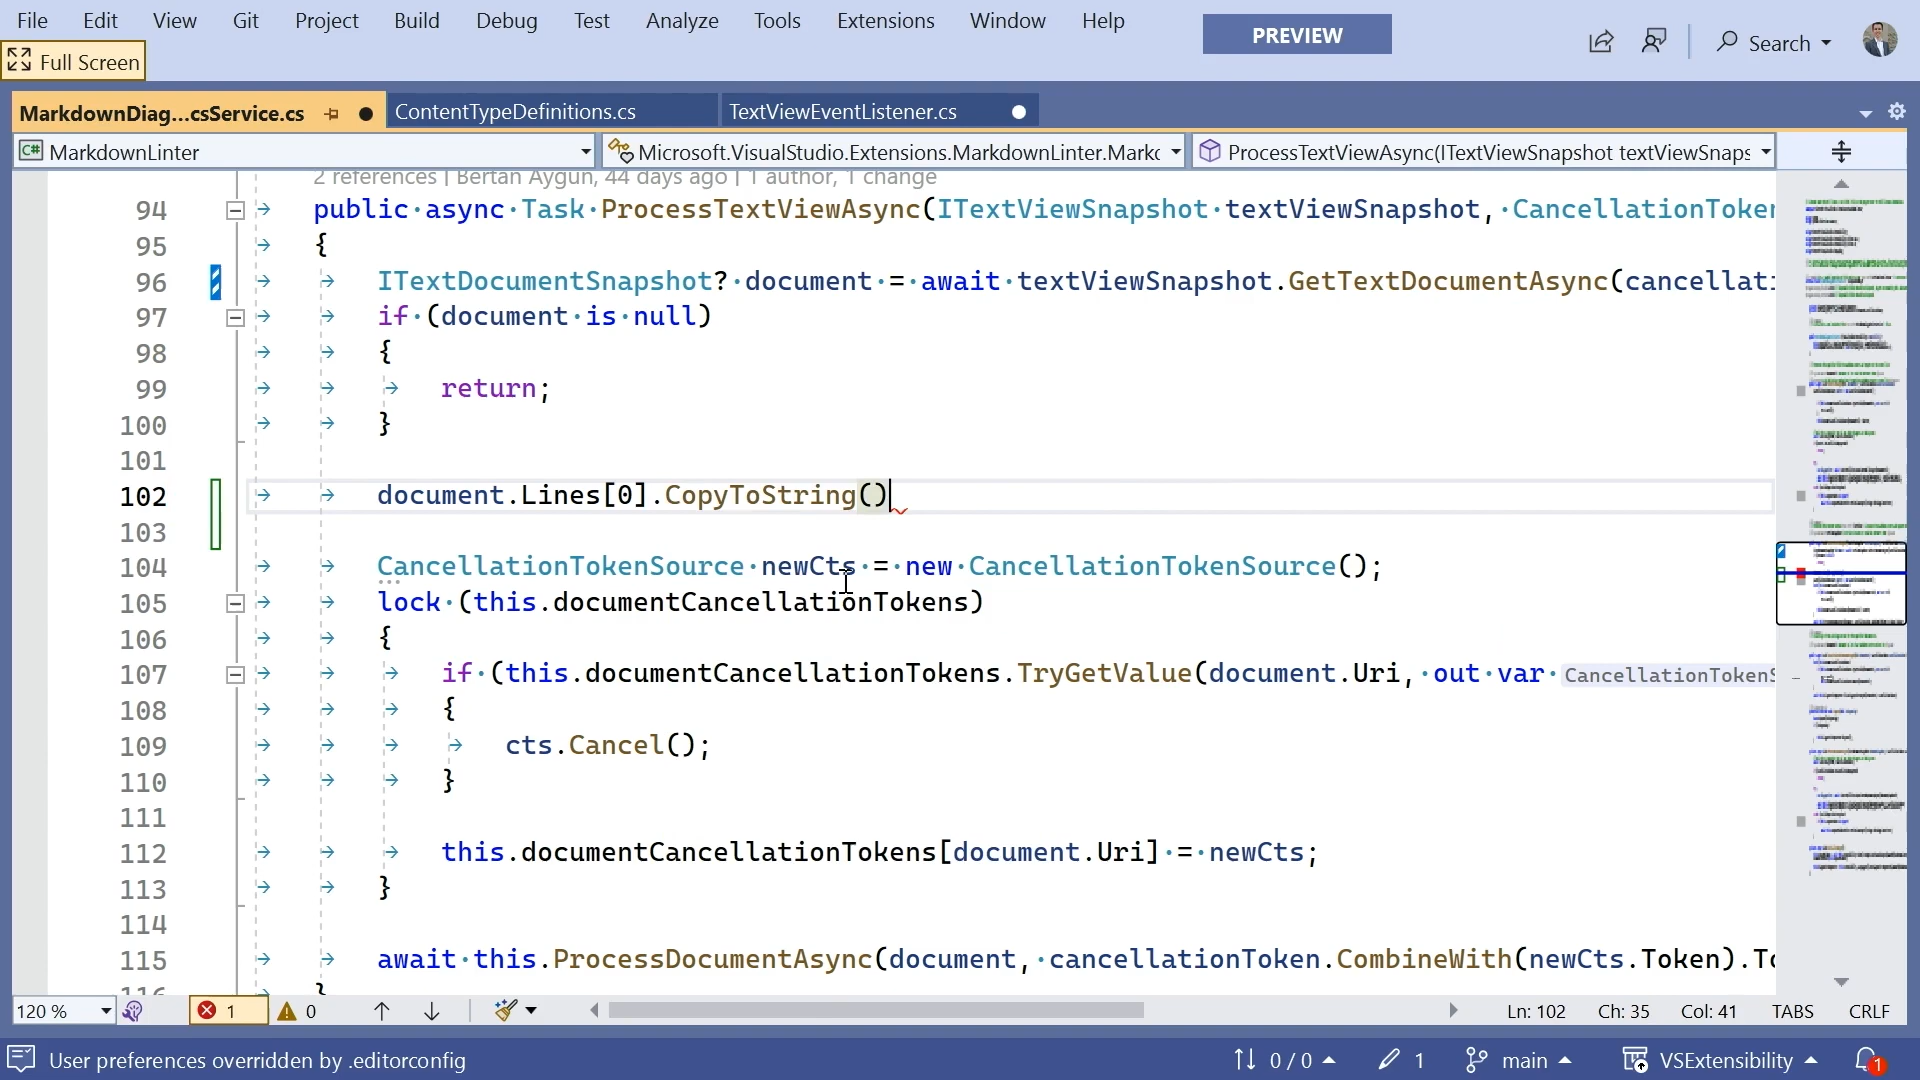 File Edit View Git Project Build Debug Test Analyze Tools Extensions Window Help PREVIEW Search
Full Screen
MarkdownDiag...csService.cs ContentTypeDefinitions.cs TextViewEventListener.cs
C# MarkdownLinter Microsoft.VisualStudio.Extensions.MarkdownLinter.Markc ProcessTextViewAsync(ITextViewSnapshot textViewSnaps
2 references | Bertan Aygun, 44 days ago | 1 author, 1 change
94 public async Task ProcessTextViewAsync(ITextViewSnapshot textViewSnapshot, CancellationToken
95 {
96 ITextDocumentSnapshot? document = await textViewSnapshot.GetTextDocumentAsync(cancellati
97 if (document is null)
98 {
99 return;
100 }
101
102 document.Lines[0].CopyToString()
103
104 CancellationTokenSource newCts = new CancellationTokenSource();
105 lock (this.documentCancellationTokens)
106 {
107 if (this.documentCancellationTokens.TryGetValue(document.Uri, out var CancellationTokenS
108 {
109 cts.Cancel();
110 }
111
112 this.documentCancellationTokens[document.Uri] = newCts;
113 }
114
115 await this.ProcessDocumentAsync(document, cancellationToken.CombineWith(newCts.Token).To
116 }
120 % 1 0 Ln: 102 Ch: 35 Col: 41 TABS CRLF
User preferences overridden by .editorconfig 0 / 0 1 main VSExtensibility 1